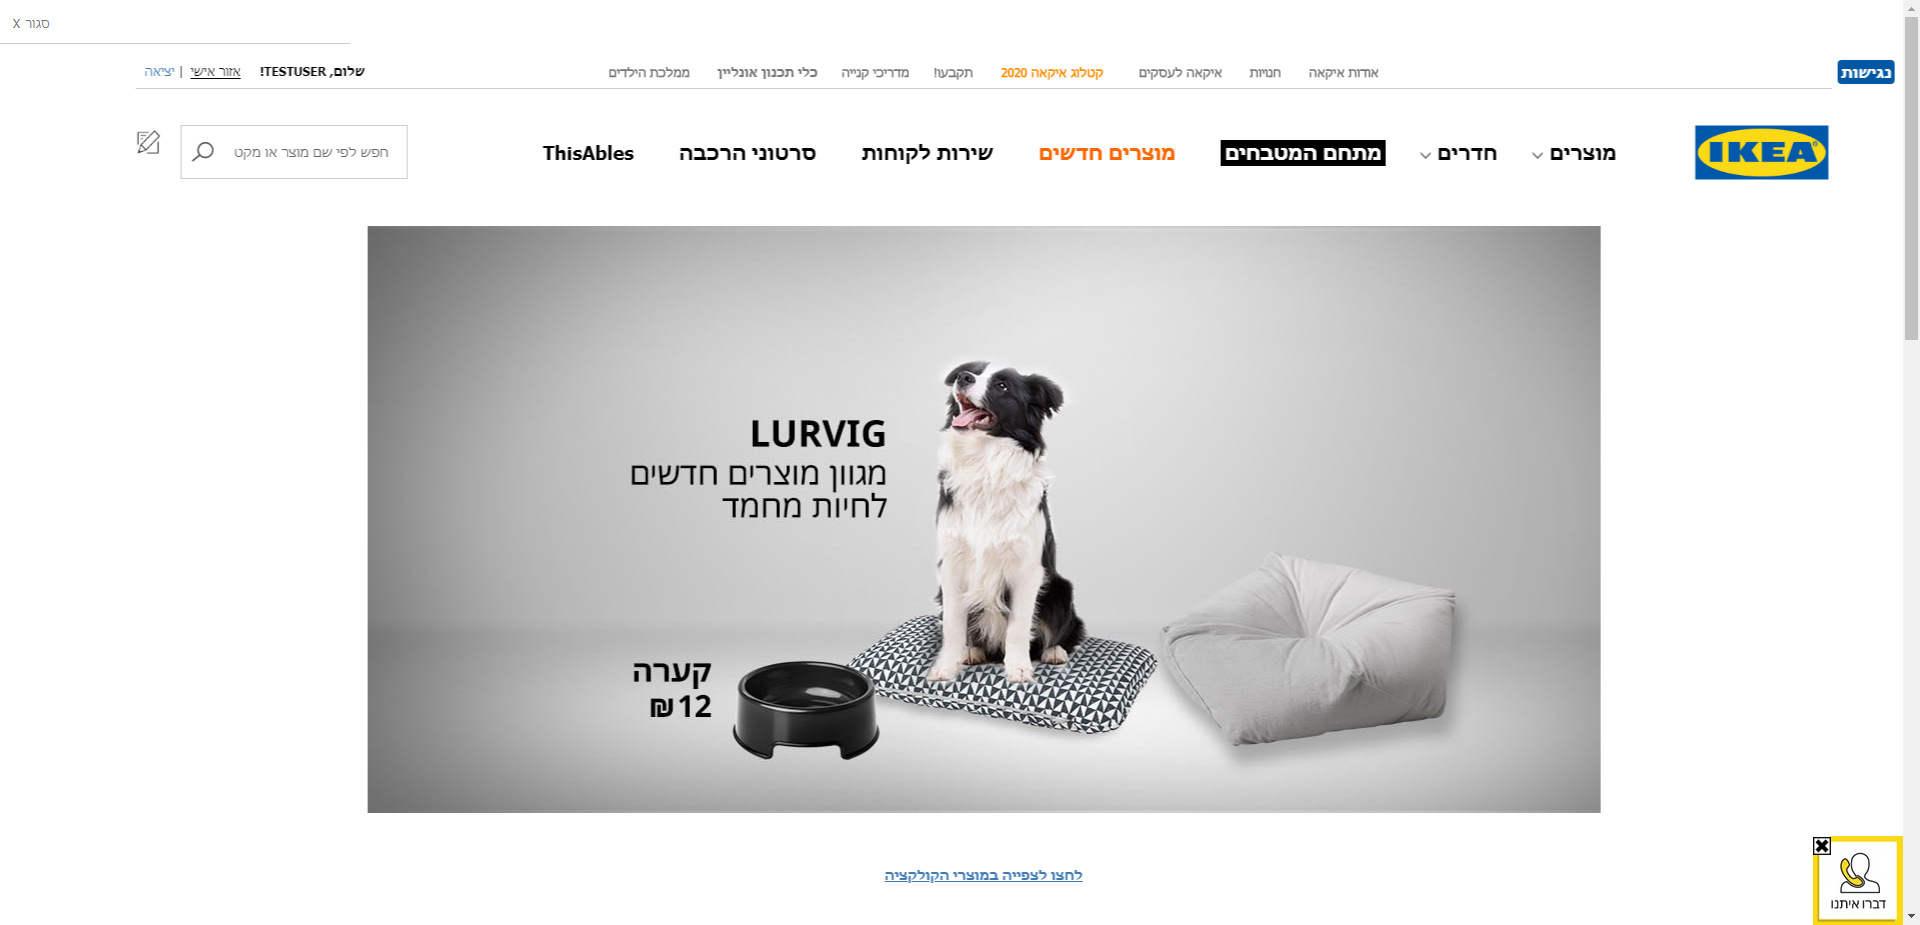 סגור X
נגישות
אודות איקאה
חנויות
איקאה לעסקים
קטלוג איקאה 2020
תקבעו!
מדריכי קנייה
כלי תכנון אונליין
ממלכת הילדים
שלום, TESTUSER!
אזור אישי | יציאה
IKEA
מוצרים
חדרים
מתחם המטבחים
מוצרים חדשים
שירות לקוחות
סרטוני הרכבה
ThisAbles
חפש לפי שם מוצר או מקט
LURVIG
מגוון מוצרים חדשים
לחיות מחמד
קערה
12₪
לחצו לצפייה במוצרי הקולקציה
דברו איתנו